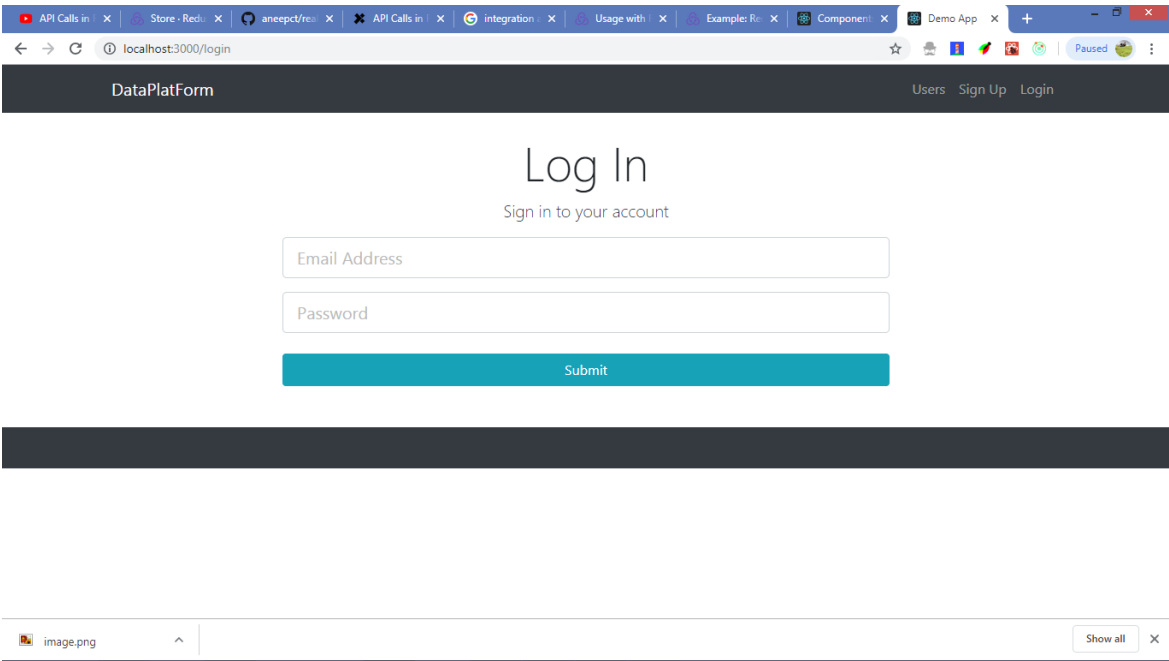 API Calls in
Store · Redu
aneepct/rea
API Calls in
integration
Usage with
Example: Re
Component
Demo App
localhost:3000/login
Paused
DataPlatForm
Users Sign Up Login
Log In
Sign in to your account
Email Address
Password
Submit
image.png
Show all